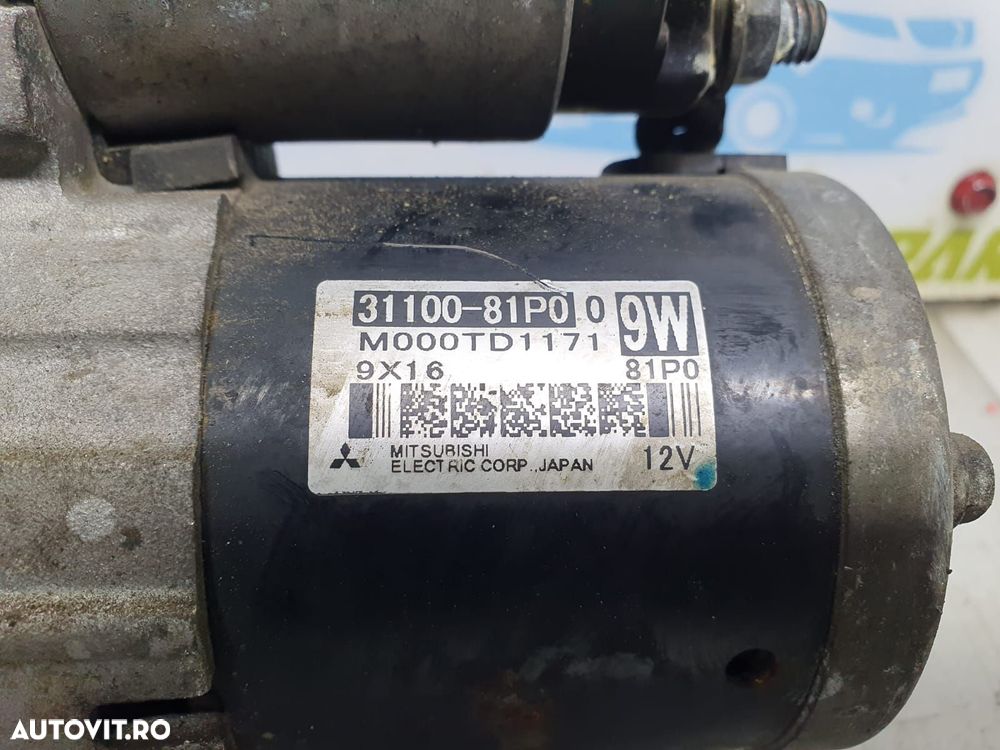 31100-81P0 0 9W
M000TD1171
9X16 81P0
MITSUBISHI
ELECTRIC CORP.,JAPAN 12V
AUTOVIT.RO